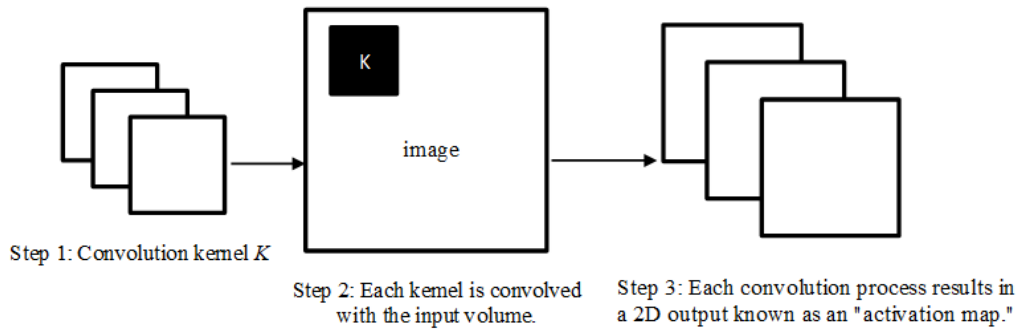 K
image
Step 1: Convolution kernel K
Step 2: Each kernel is convolved
with the input volume.
Step 3: Each convolution process results in
a 2D output known as an "activation map."